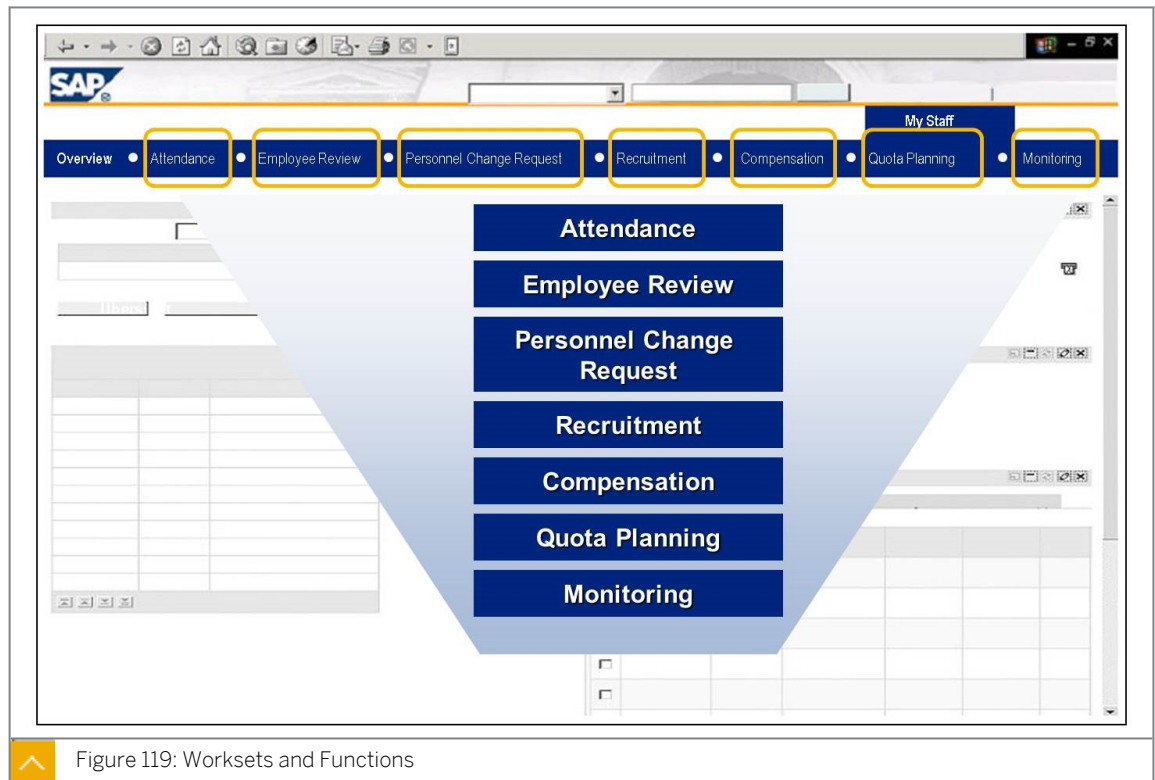 SAP
My Staff
Overview • Attendance • Employee Review • Personnel Change Request • Recruitment • Compensation • Quota Planning • Monitoring
Attendance
Employee Review
Personnel Change
Request
Recruitment
Compensation
Quota Planning
Monitoring
Figure 119: Worksets and Functions